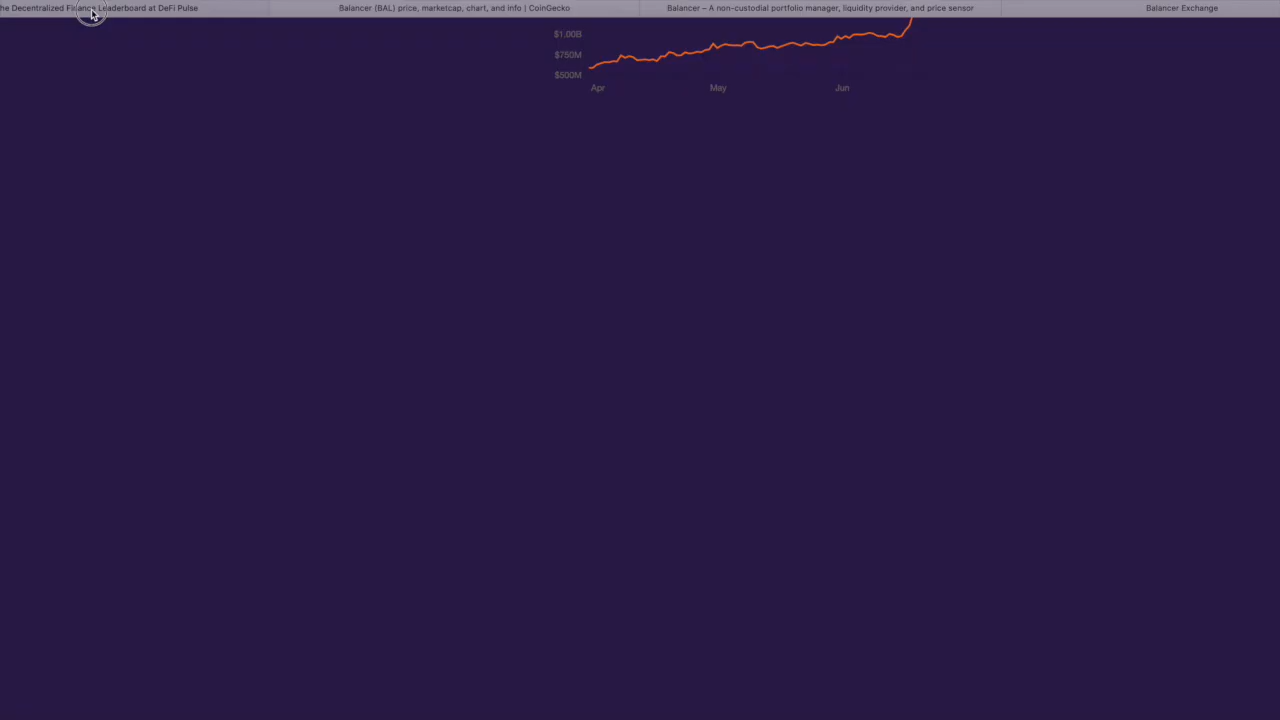 he Decentralized Finance Leaderboard at DeFi Pulse
Balancer (BAL) price, marketcap, chart, and info | CoinGecko
Balancer – A non-custodial portfolio manager, liquidity provider, and price sensor
Balancer Exchange
$1,00B
$750M
$500M
Apr
May
Jun